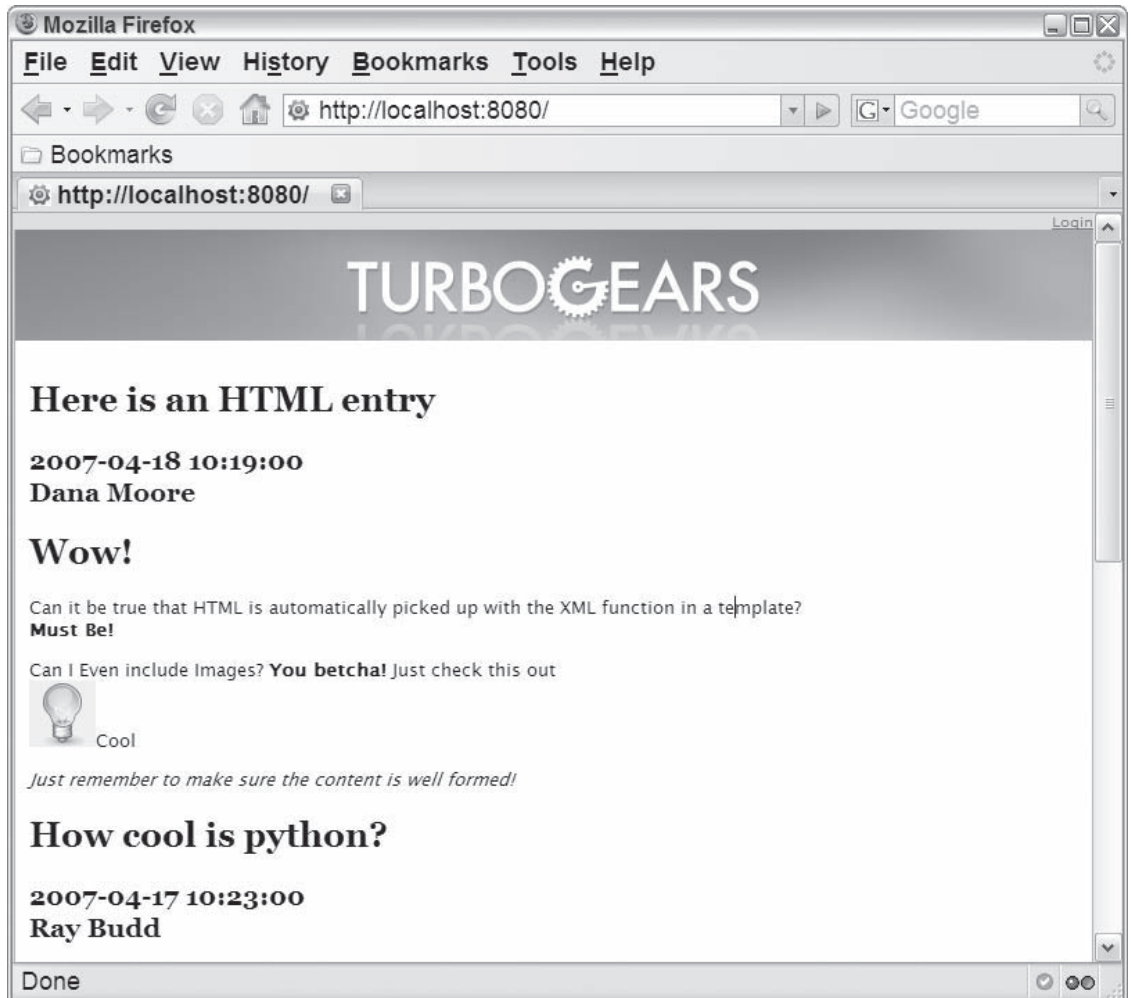 Mozilla Firefox
File Edit View History Bookmarks Tools Help
http://localhost:8080/ G Google
Bookmarks
http://localhost:8080/
Login
TURBOGEARS
Here is an HTML entry
2007-04-18 10:19:00
Dana Moore
Wow!
Can it be true that HTML is automatically picked up with the XML function in a template?
Must Be!
Can I Even include Images? You betcha! Just check this out
Cool
Just remember to make sure the content is well formed!
How cool is python?
2007-04-17 10:23:00
Ray Budd
Done